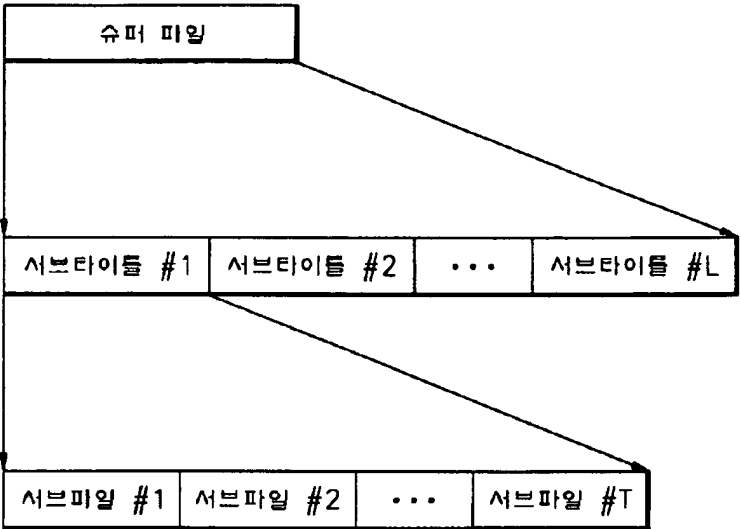 슈퍼 파일
서브타이틀 #1 서브타이틀 #2 ... 서브타이틀 #L
서브파일 #1 서브파일 #2 ... 서브파일 #T